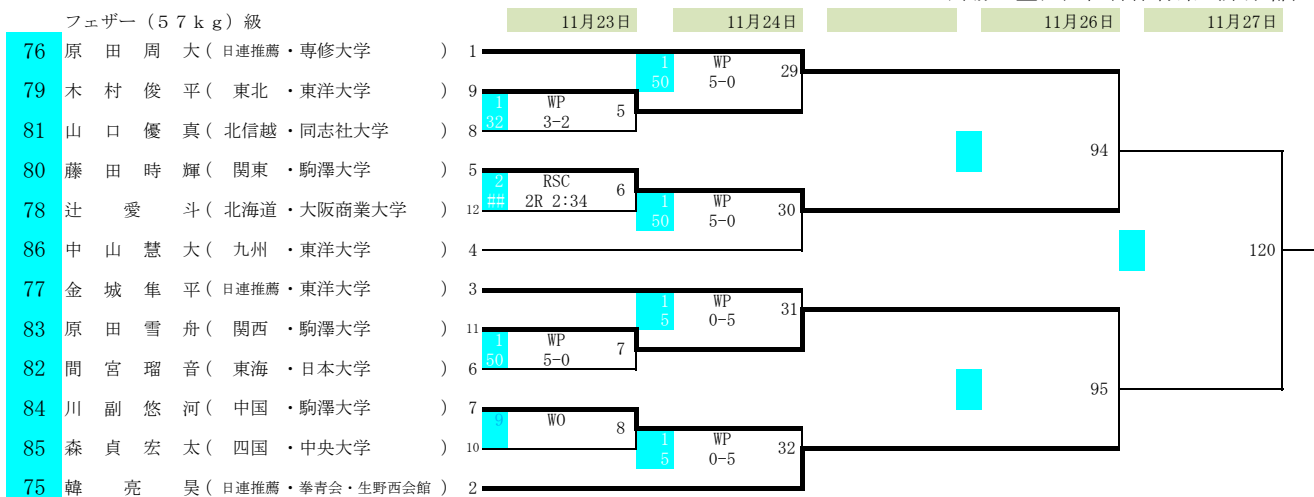 フェザー（５７ｋｇ）級 11月23日 11月24日 11月26日 11月27日
76 原田周大( 日連推薦・専修大学 ) 1
1 WP 29
50 5-0
79 木村俊平( 東北 ・東洋大学 ) 9
1 WP 5
32 3-2
81 山口優真( 北信越・同志社大学 ) 8
94
80 藤田時輝( 関東 ・駒澤大学 ) 5
2 RSC 6
## 2R 2:34
1 WP 30
50 5-0
78 辻愛斗( 北海道・大阪商業大学 ) 12
86 中山慧大( 九州 ・東洋大学 ) 4
120
77 金城隼平( 日連推薦・東洋大学 ) 3
1 WP 31
5 0-5
83 原田雪舟( 関西 ・駒澤大学 ) 11
1 WP 7
50 5-0
82 間宮瑠音( 東海 ・日本大学 ) 6
95
84 川副悠河( 中国 ・駒澤大学 ) 7
9 WO 8
1 WP 32
5 0-5
85 森貞宏太( 四国 ・中央大学 ) 10
75 韓亮昊( 日連推薦・拳青会・生野西会館 ) 2